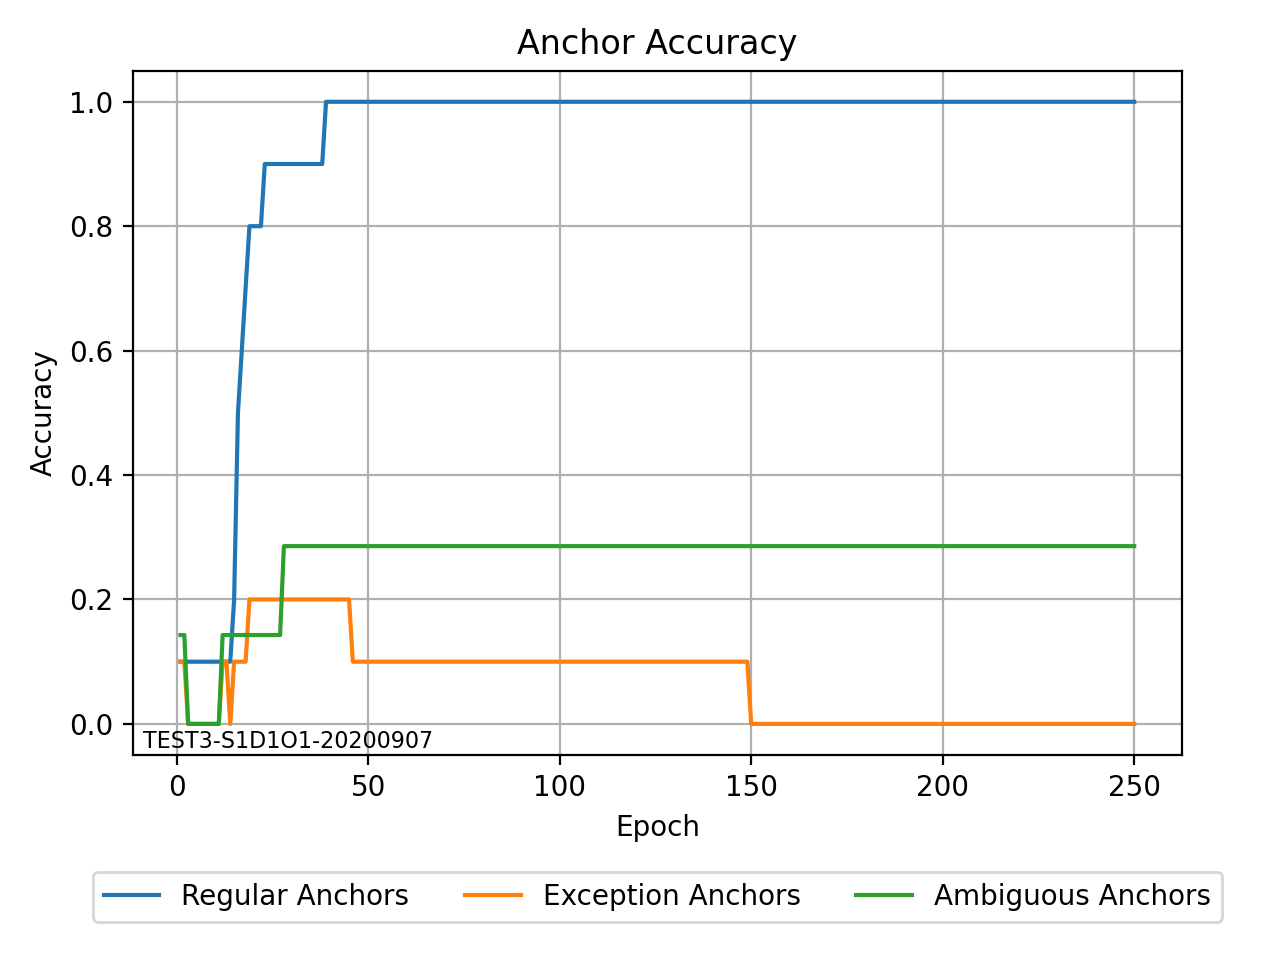 Anchor Accuracy
1.0
0.8
0.6
0.4
0.2
0.0
Accuracy
TEST3-S1D1O1-20200907
0 50 100 150 200 250
Epoch
Regular Anchors Exception Anchors Ambiguous Anchors